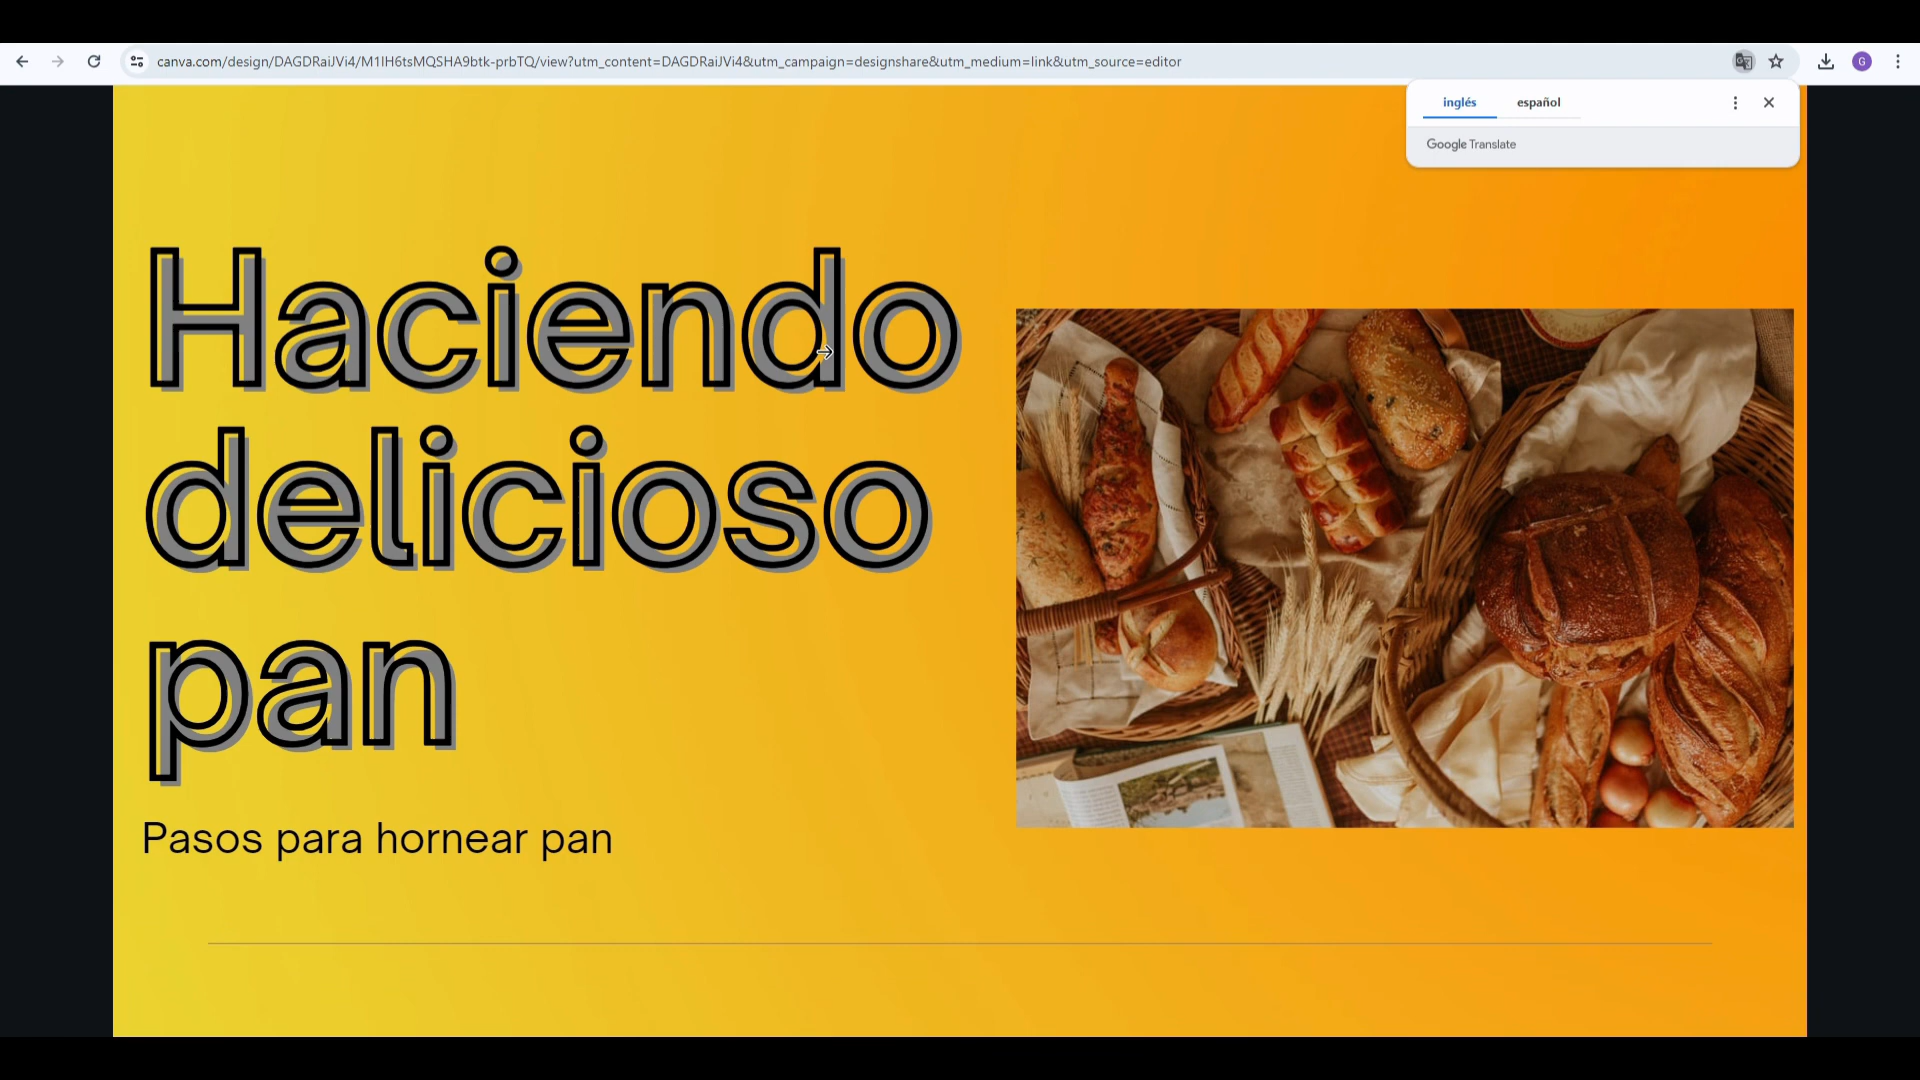 canva.com/design/DAGDRaiJVi4/M1IH6tsMQSHA9btk-prbTQ/view?utm_content=DAGDRaiJVi4&utm_campaign=designshare&utm_medium=link&utm_source=editor
G
inglés español
Google Translate
Haciendo
delicioso
pan
Pasos para hornear pan